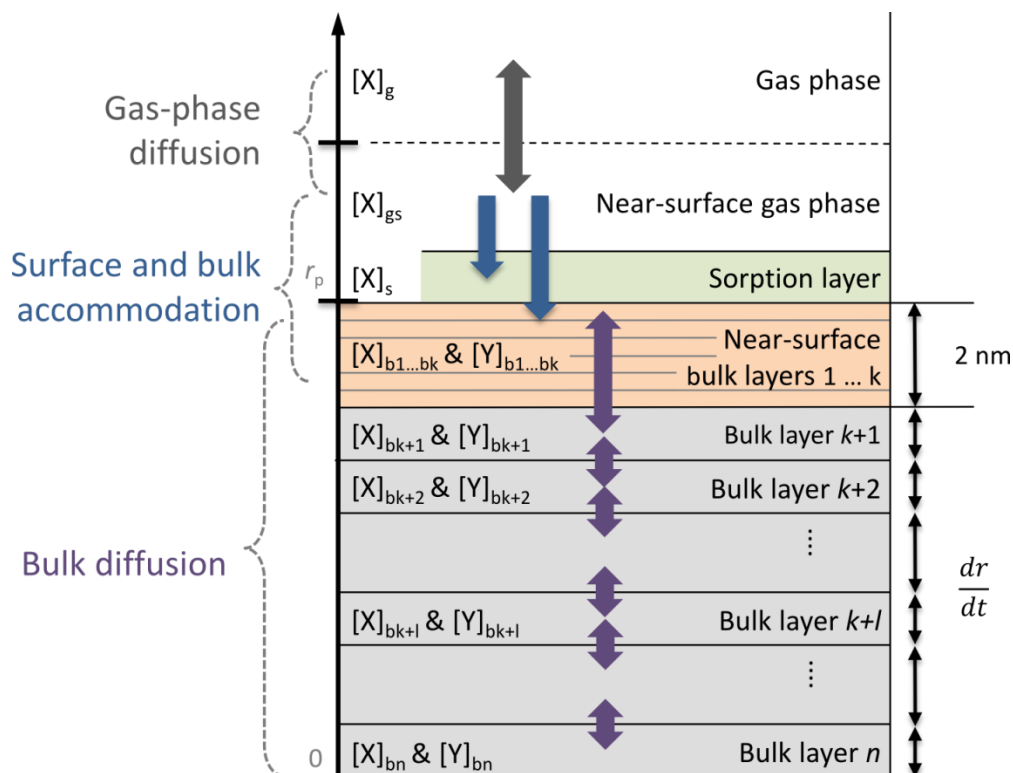 [X]g
Gas phase
Gas-phase
diffusion
[X]gs
Near-surface gas phase
Surface and bulk
accommodation
rp
[X]s
Sorption layer
[X]b1...bk & [Y]b1...bk
Near-surface
bulk layers 1 ... k
2 nm
[X]bk+1 & [Y]bk+1
Bulk layer k+1
[X]bk+2 & [Y]bk+2
Bulk layer k+2
⋮
Bulk diffusion
dr
dt
[X]bk+l & [Y]bk+l
Bulk layer k+l
⋮
0
[X]bn & [Y]bn
Bulk layer n